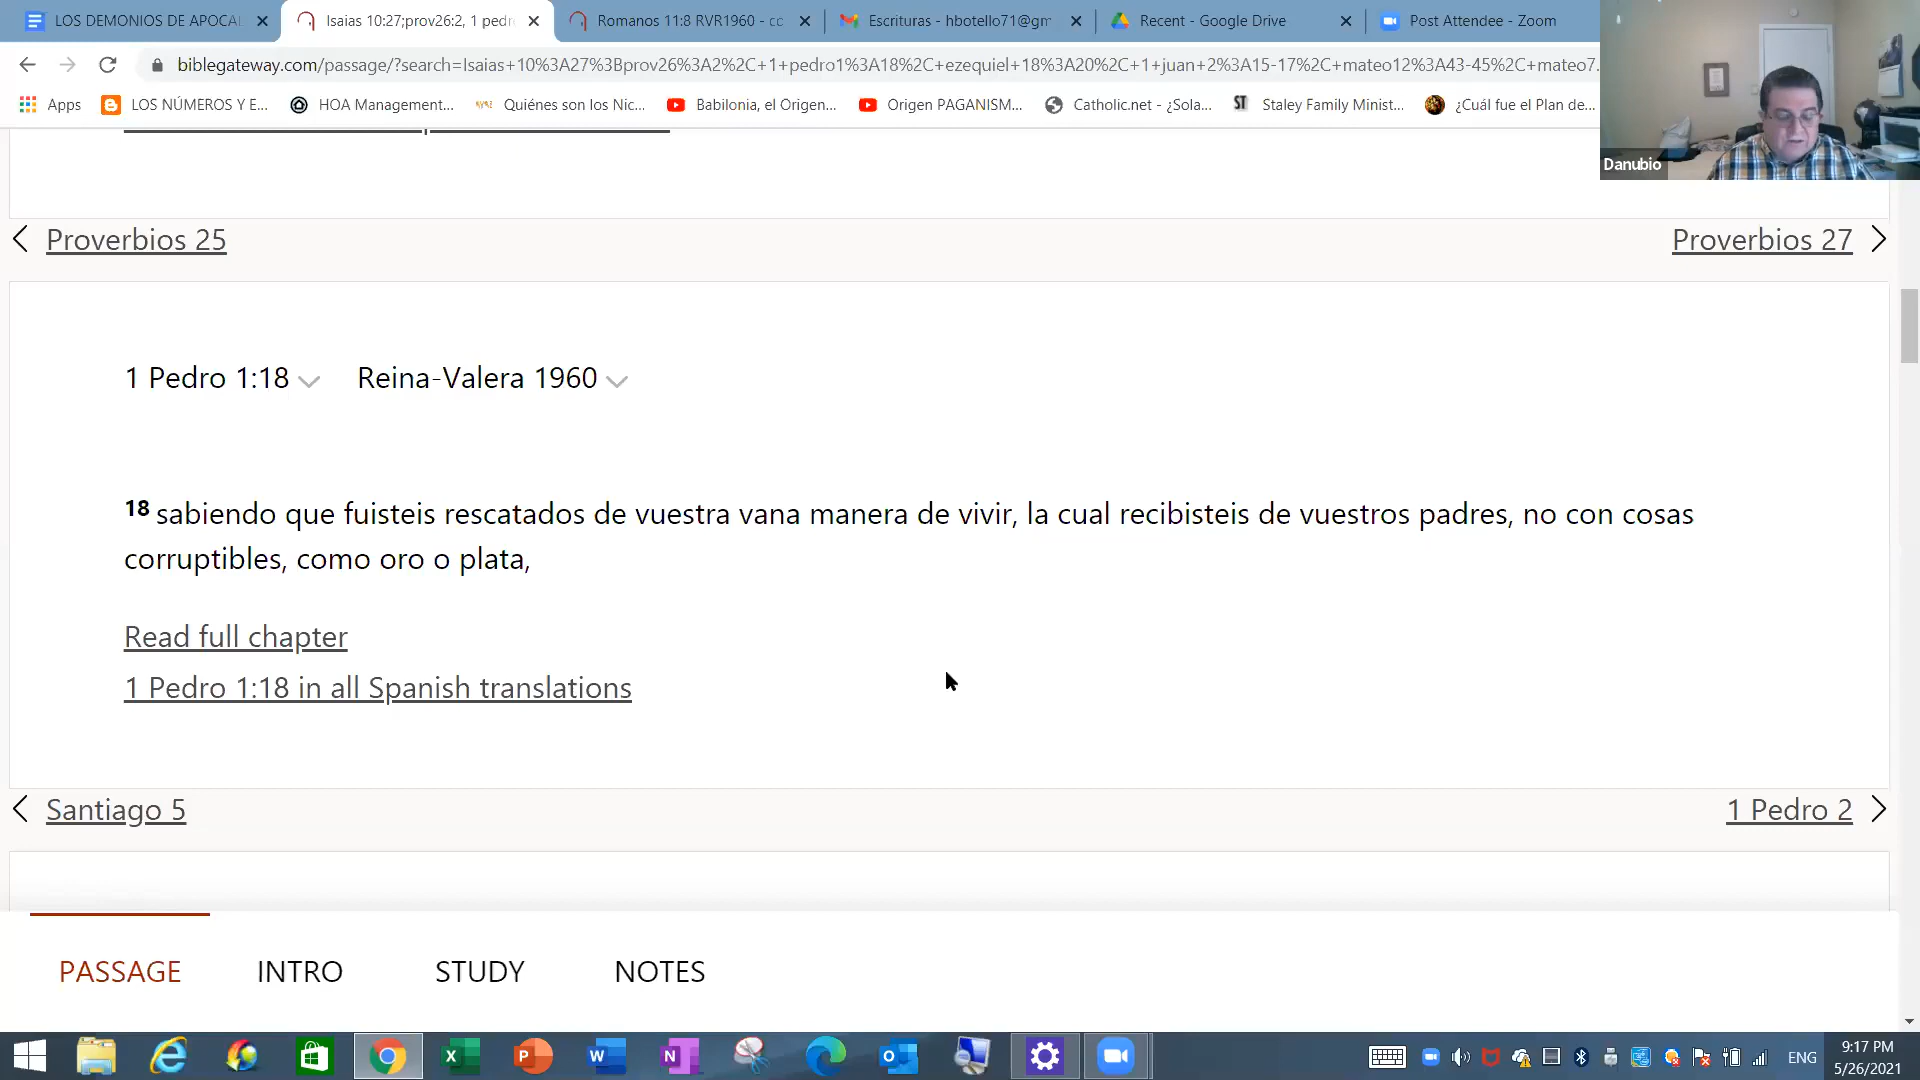 LOS DEMONIOS DE APOCAL
Isaias 10:27;prov26:2, 1 pedr
Romanos 11:8 RVR1960 - cc
Escrituras - hbotello71@gm
Recent - Google Drive
Post Attendee - Zoom
biblegateway.com/passage/?search=Isaias+10%3A27%3Bprov26%3A2%2C+1+pedro1%3A18%2C+ezequiel+18%3A20%2C+1+juan+2%3A15-17%2C+mateo12%3A43-45%2C+mateo7.
Apps
LOS NÚMEROS Y E...
HOA Management...
Quiénes son los Nic...
Babilonia, el Origen...
Origen PAGANISM...
Catholic.net - ¿Sola...
ST Staley Family Minist...
¿Cuál fue el Plan de...
Danubio
Proverbios 25
Proverbios 27
1 Pedro 1:18
Reina-Valera 1960
18 sabiendo que fuisteis rescatados de vuestra vana manera de vivir, la cual recibisteis de vuestros padres, no con cosas
corruptibles, como oro o plata,
Read full chapter
1 Pedro 1:18 in all Spanish translations
Santiago 5
1 Pedro 2
PASSAGE
INTRO
STUDY
NOTES
ENG
9:17 PM
5/26/2021